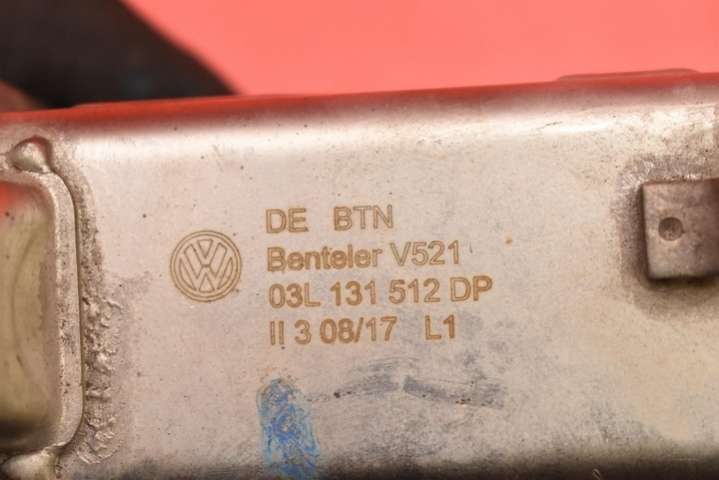 DE BTN
Benteler V521
03L 131 512 DP
II 3 08/17 L1